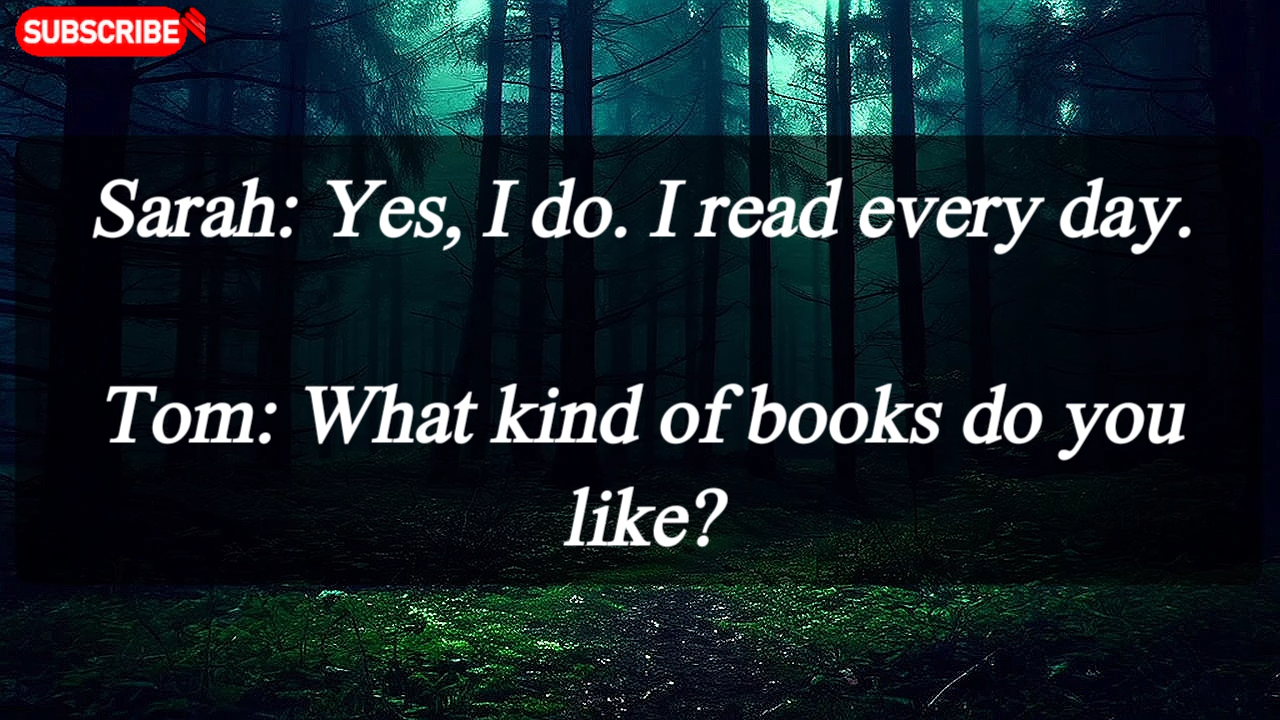 SUBSCRIBE
Sarah: Yes, I do. I read every day.
Tom: What kind of books do you
like?